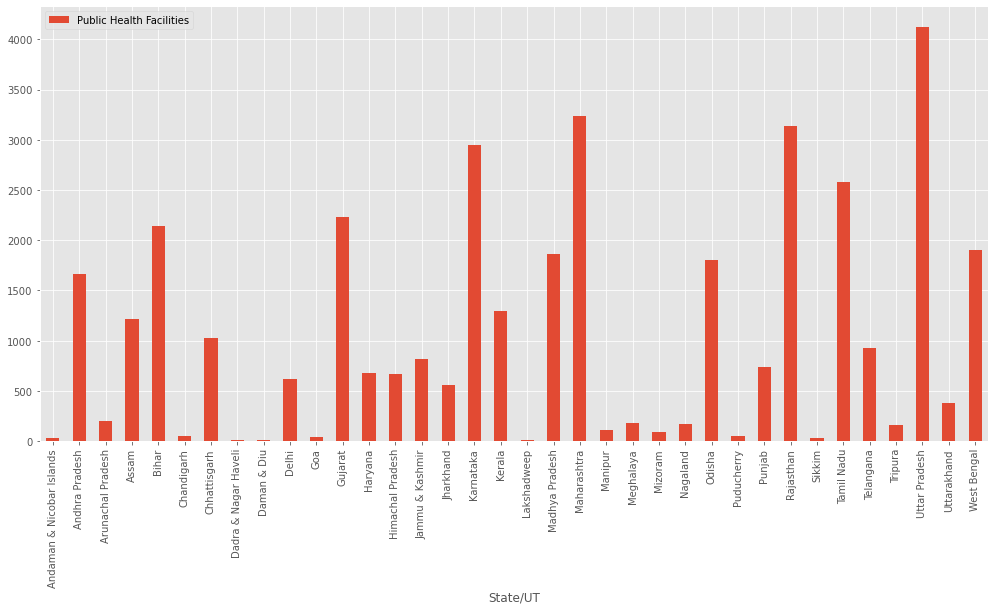 Public Health Facilities
4000
3500
3000
2500
2000
1500
1000
500
0
Andaman & Nicobar Islands
Andhra Pradesh
Arunachal Pradesh
Assam
Bihar
Chandigarh
Chhattisgarh
Dadra & Nagar Haveli
Daman & Diu
Delhi
Goa
Gujarat
Haryana
Himachal Pradesh
Jammu & Kashmir
Jharkhand
Karnataka
Kerala
Lakshadweep
Madhya Pradesh
Maharashtra
Manipur
Meghalaya
Mizoram
Nagaland
Odisha
Puducherry
Punjab
Rajasthan
Sikkim
Tamil Nadu
Telangana
Tripura
Uttar Pradesh
Uttarakhand
West Bengal
State/UT